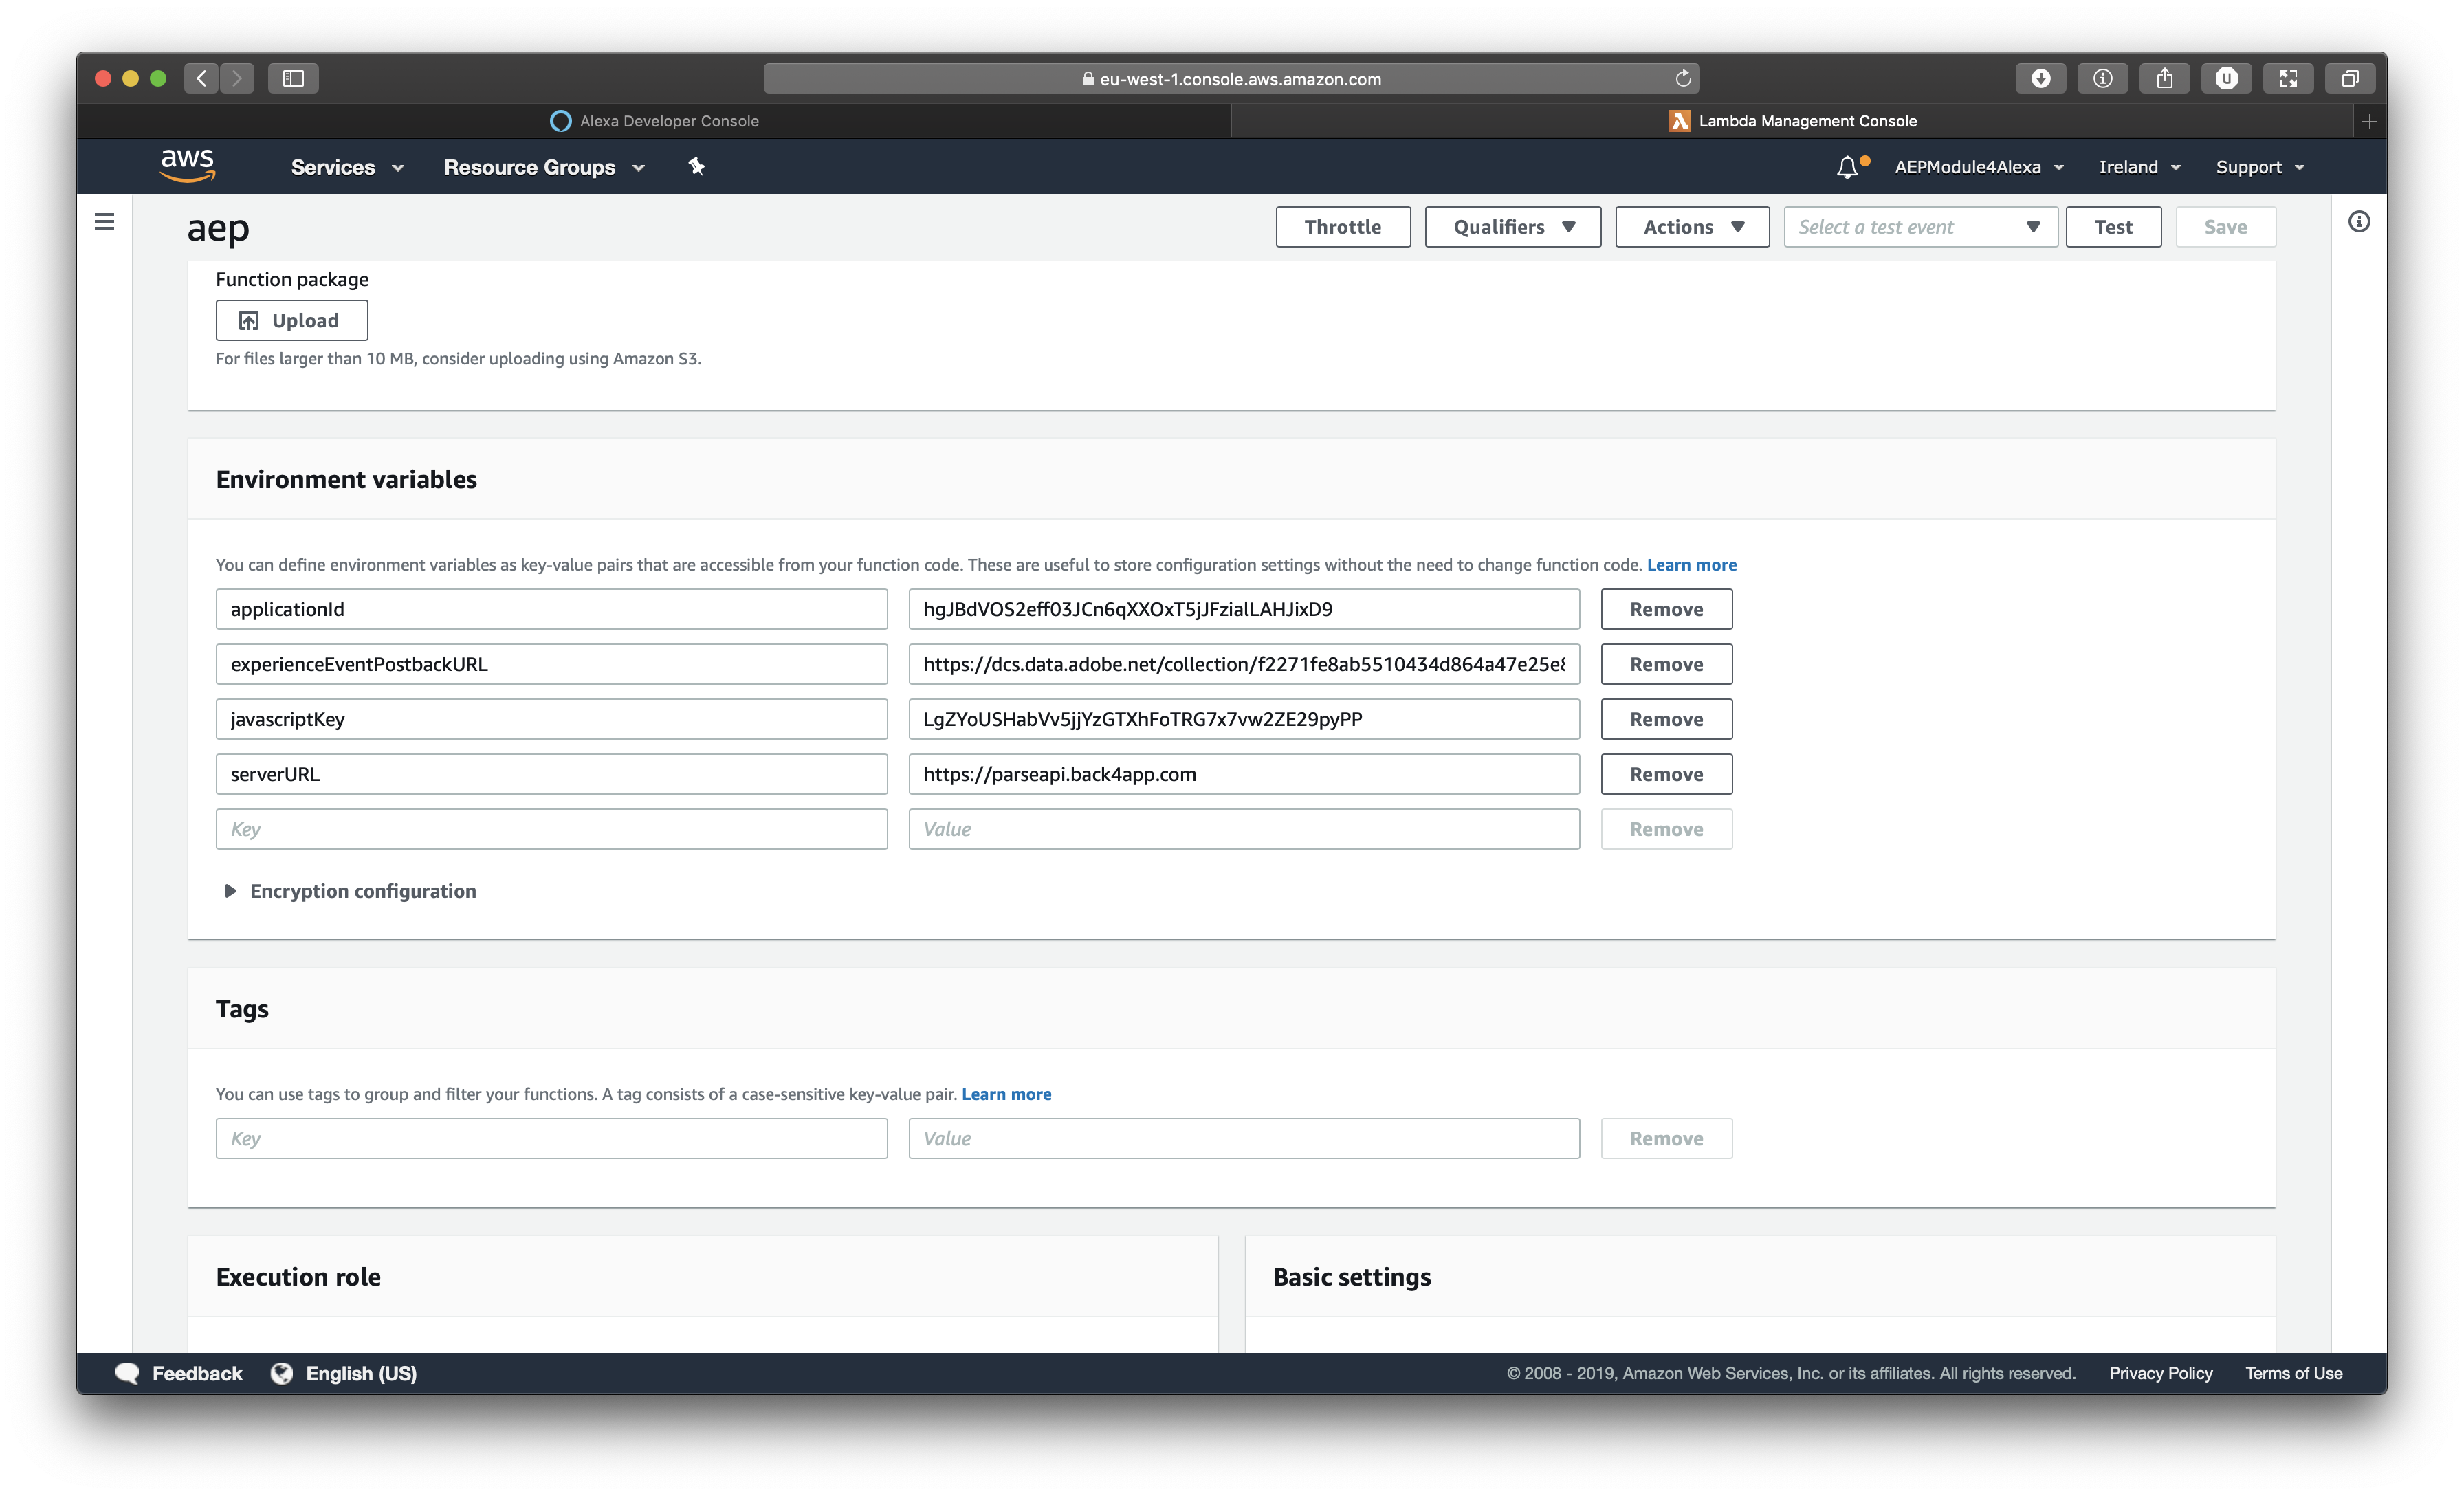 eu-west-1.console.aws.amazon.com
Alexa Developer Console
Lambda Management Console
aws
Services
Resource Groups
AEPModule4Alexa
Ireland
Support
aep
Throttle
Qualifiers
Actions
Select a test event
Test
Save
Function package
Upload
For files larger than 10 MB, consider uploading using Amazon S3.
Environment variables
You can define environment variables as key-value pairs that are accessible from your function code. These are useful to store configuration settings without the need to change function code. Learn more
applicationId hgJBdVOS2eff03JCn6qXXOxT5jJFzialLAHJixD9 Remove
experienceEventPostbackURL https://dcs.data.adobe.net/collection/f2271fe8ab5510434d864a47e25e8 Remove
javascriptKey LgZYoUSHabVv5jjYzGTXhFoTRG7x7vw2ZE29pyPP Remove
serverURL https://parseapi.back4app.com Remove
Key Value Remove
Encryption configuration
Tags
You can use tags to group and filter your functions. A tag consists of a case-sensitive key-value pair. Learn more
Key Value Remove
Execution role
Basic settings
Feedback
English (US)
© 2008 - 2019, Amazon Web Services, Inc. or its affiliates. All rights reserved.
Privacy Policy
Terms of Use